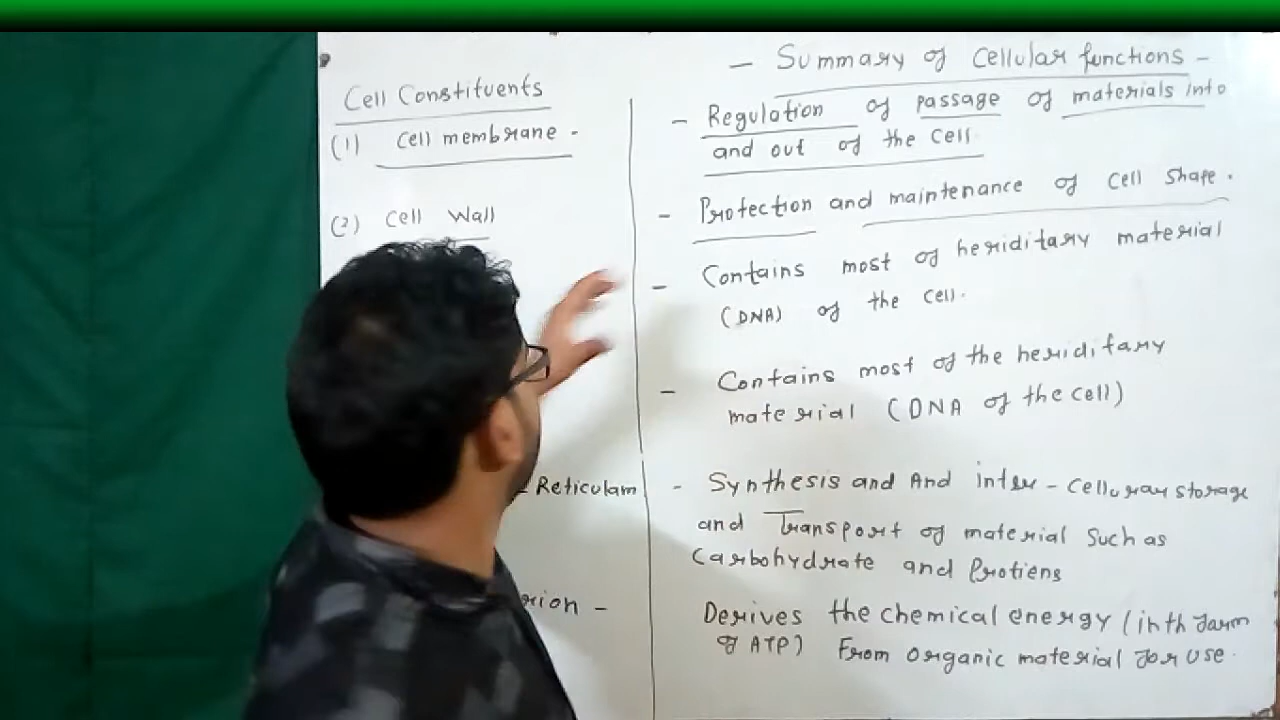 Cell Constituents
(1) Cell membrane -
(2) Cell Wall
Reticulam
rion -
- Summary of Cellular functions -
- Regulation of passage of materials into
and out of the Cell
- Protection and maintenance of Cell Shape.
- Contains most of heriditary material
(DNA) of the Cell.
- Contains most of the heriditary
material (DNA of the cell)
- Synthesis and And inter - Cellular storage
and Transport of material Such as
Carbohydrate and Protiens
Derives the chemical energy (in th Farm
of ATP) From organic material For use.